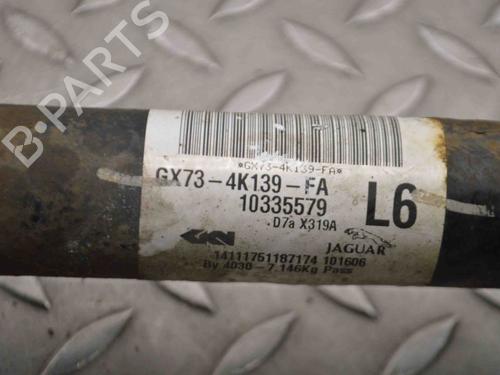 B-PARTS
*GX73-4K139-FA*
GX73-4K139-FA
10335579
L6
D7a X319A
GKN
JAGUAR
14111751187174 101606
By 4030-7.146Kg Pass